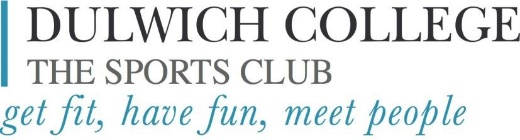 DULWICH COLLEGE
THE SPORTS CLUB
get fit, have fun, meet people